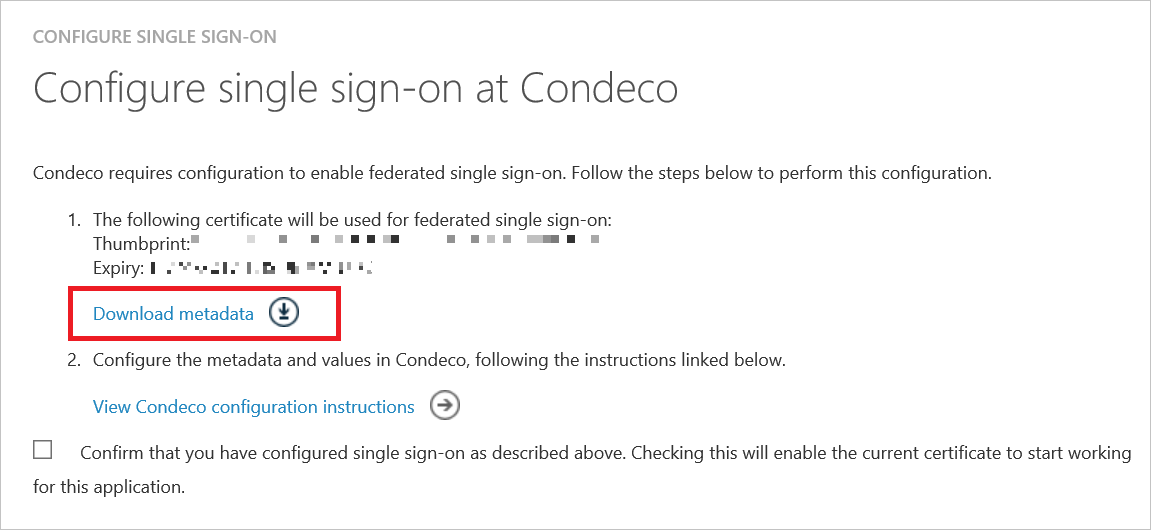 CONFIGURE SINGLE SIGN-ON
Configure single sign-on at Condeco
Condeco requires configuration to enable federated single sign-on. Follow the steps below to perform this configuration.
1. The following certificate will be used for federated single sign-on:
Thumbprint:
Expiry:
Download metadata
2. Configure the metadata and values in Condeco, following the instructions linked below.
View Condeco configuration instructions
Confirm that you have configured single sign-on as described above. Checking this will enable the current certificate to start working
for this application.